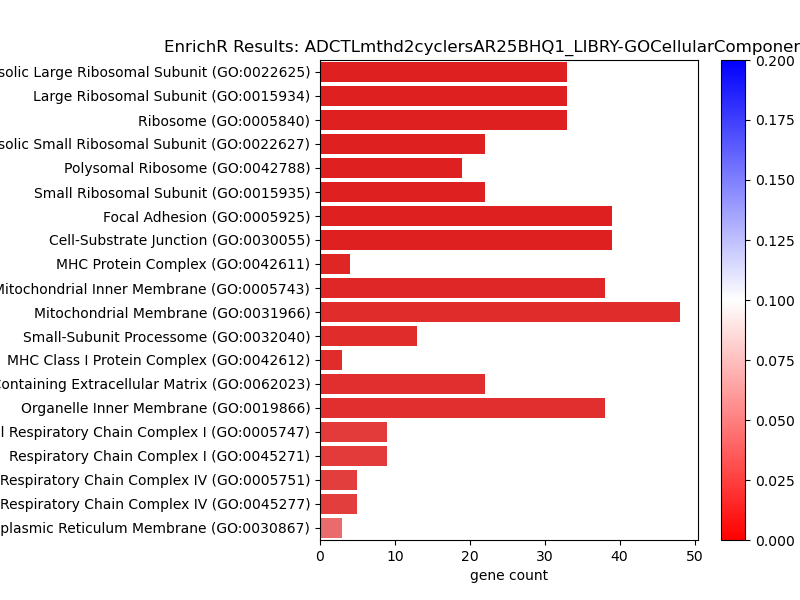 EnrichR Results: ADCTLmthd2cyclersAR25BHQ1_LIBRY-GOCellularComponen
solic Large Ribosomal Subunit (GO:0022625)
Large Ribosomal Subunit (GO:0015934)
Ribosome (GO:0005840)
solic Small Ribosomal Subunit (GO:0022627)
Polysomal Ribosome (GO:0042788)
Small Ribosomal Subunit (GO:0015935)
Focal Adhesion (GO:0005925)
Cell-Substrate Junction (GO:0030055)
MHC Protein Complex (GO:0042611)
Mitochondrial Inner Membrane (GO:0005743)
Mitochondrial Membrane (GO:0031966)
Small-Subunit Processome (GO:0032040)
MHC Class I Protein Complex (GO:0042612)
Containing Extracellular Matrix (GO:0062023)
Organelle Inner Membrane (GO:0019866)
l Respiratory Chain Complex I (GO:0005747)
Respiratory Chain Complex I (GO:0045271)
Respiratory Chain Complex IV (GO:0005751)
Respiratory Chain Complex IV (GO:0045277)
plasmic Reticulum Membrane (GO:0030867)
0 10 20 30 40 50
gene count
0.200
0.175
0.150
0.125
0.100
0.075
0.050
0.025
0.000